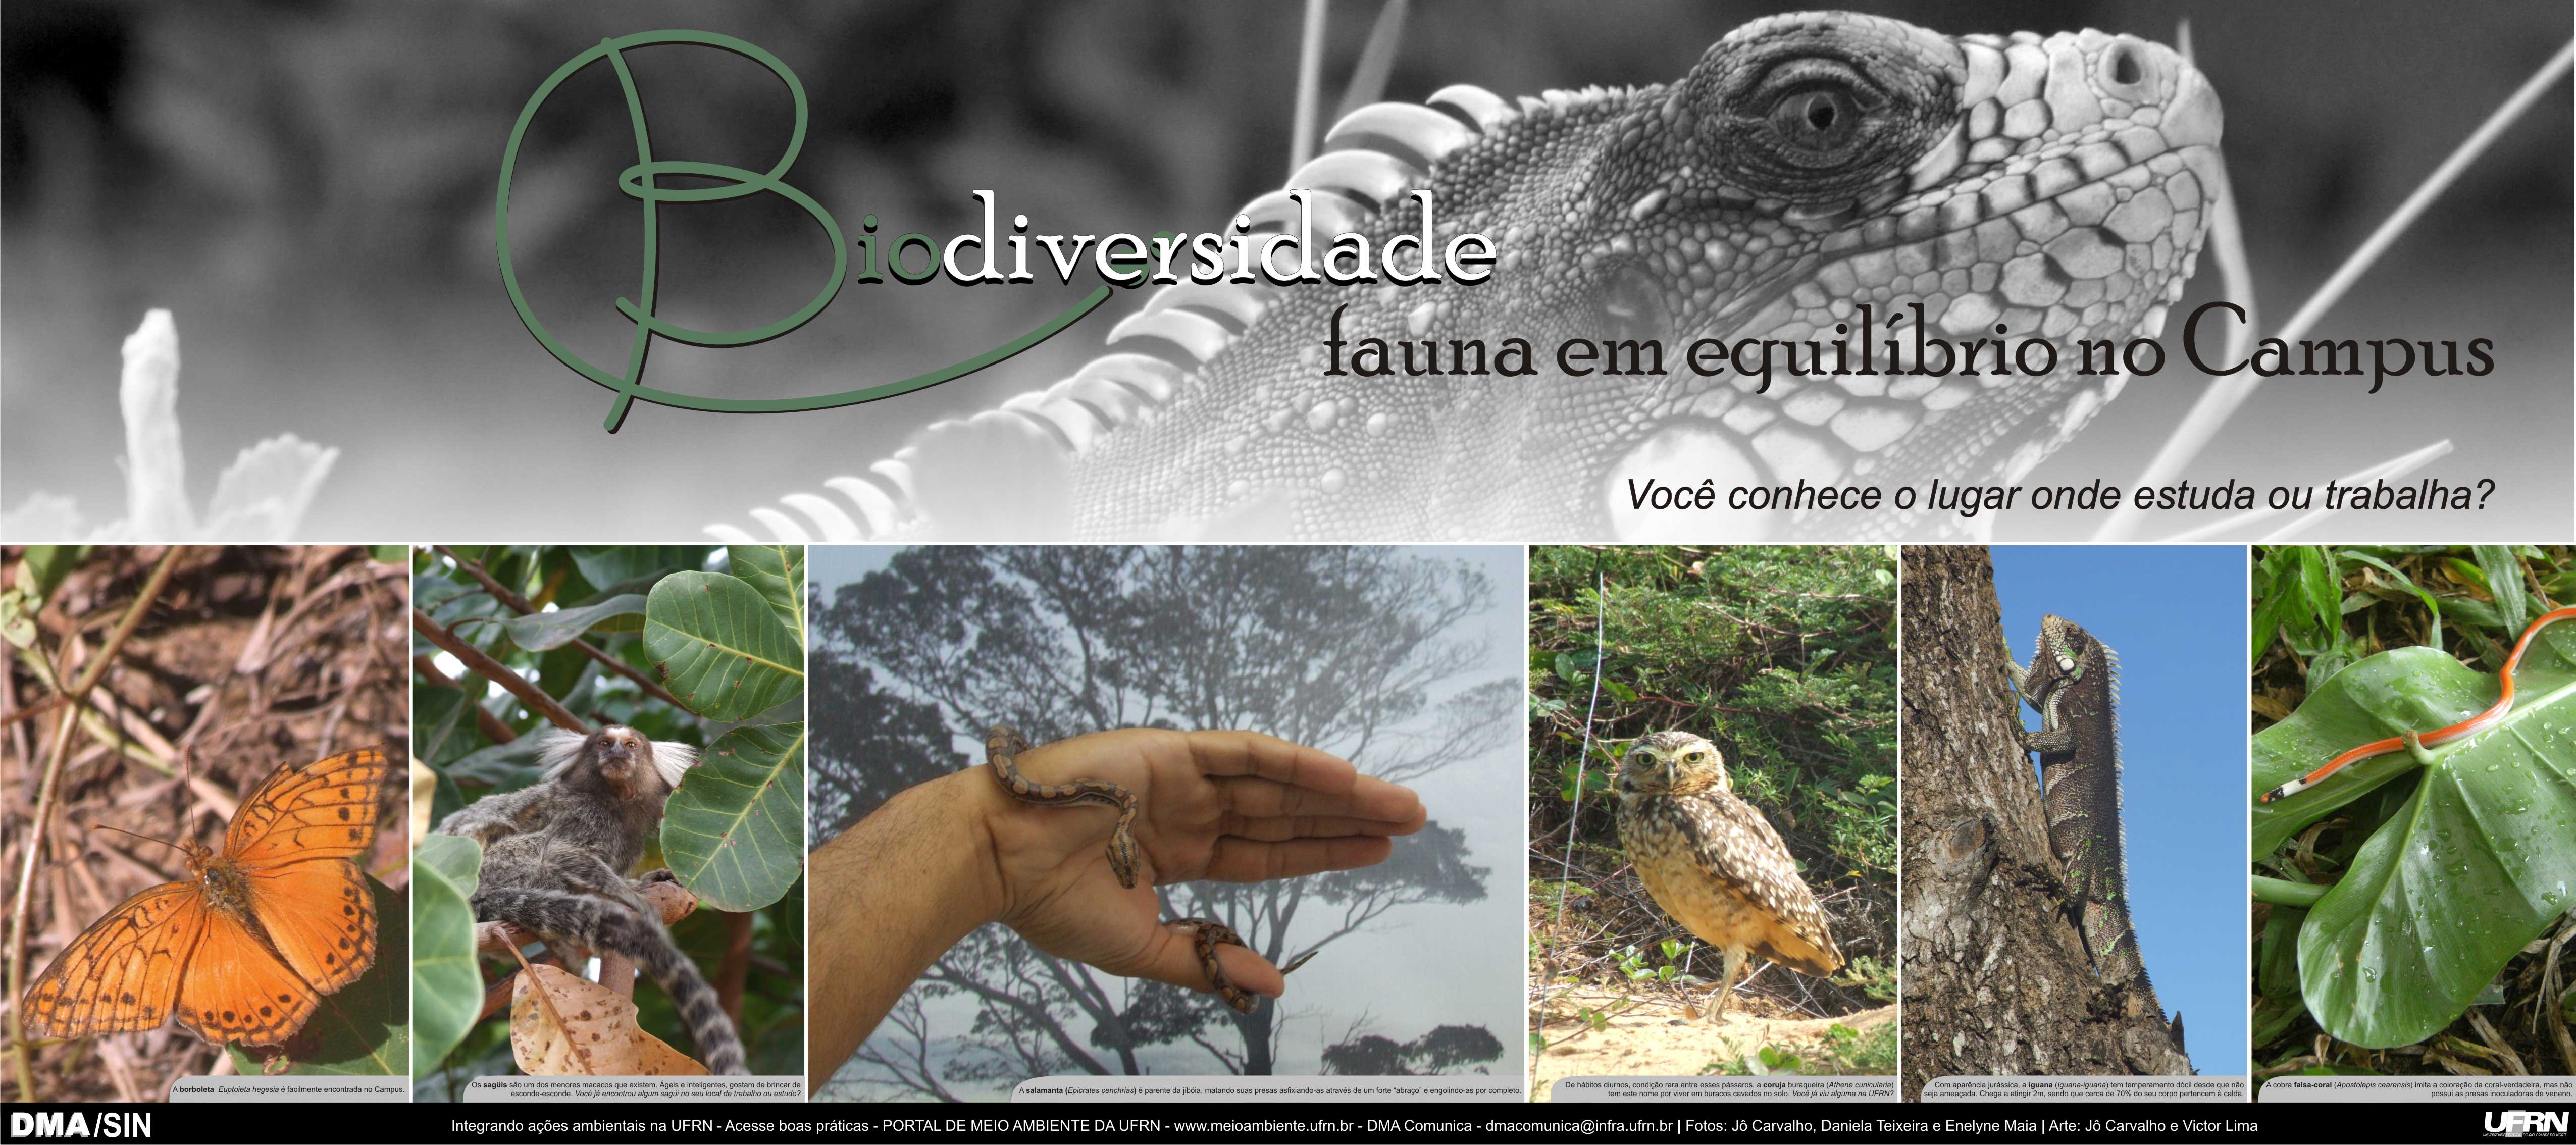 Biodiversidade
fauna em equilíbrio no Campus
Você conhece o lugar onde estuda ou trabalha?
A borboleta Euptoieta hegesia é facilmente encontrada no Campus.
Os sagüis são um dos menores macacos que existem. Ágeis e inteligentes, gostam de brincar de
esconde-esconde. Você já encontrou algum sagüi no seu local de trabalho ou estudo?
A salamanta (Epicrates cenchrias) é parente da jibóia, matando suas presas asfixiando-as através de um forte "abraço" e engolindo-as por completo.
De hábitos diurnos, condição rara entre esses pássaros, a coruja buraqueira (Athene cunicularia)
tem este nome por viver em buracos cavados no solo. Você já viu alguma na UFRN?
Com aparência jurássica, a iguana (Iguana-iguana) tem temperamento dócil desde que não
seja ameaçada. Chega a atingir 2m, sendo que cerca de 70% do seu corpo pertencem à calda.
A cobra falsa-coral (Apostolepis cearensis) imita a coloração da coral-verdadeira, mas não
possui as presas inoculadoras de veneno.
DMA/SIN
Integrando ações ambientais na UFRN - Acesse boas práticas - PORTAL DE MEIO AMBIENTE DA UFRN - www.meioambiente.ufrn.br - DMA Comunica - dmacomunica@infra.ufrn.br | Fotos: Jô Carvalho, Daniela Teixeira e Enelyne Maia | Arte: Jô Carvalho e Victor Lima
UFRN